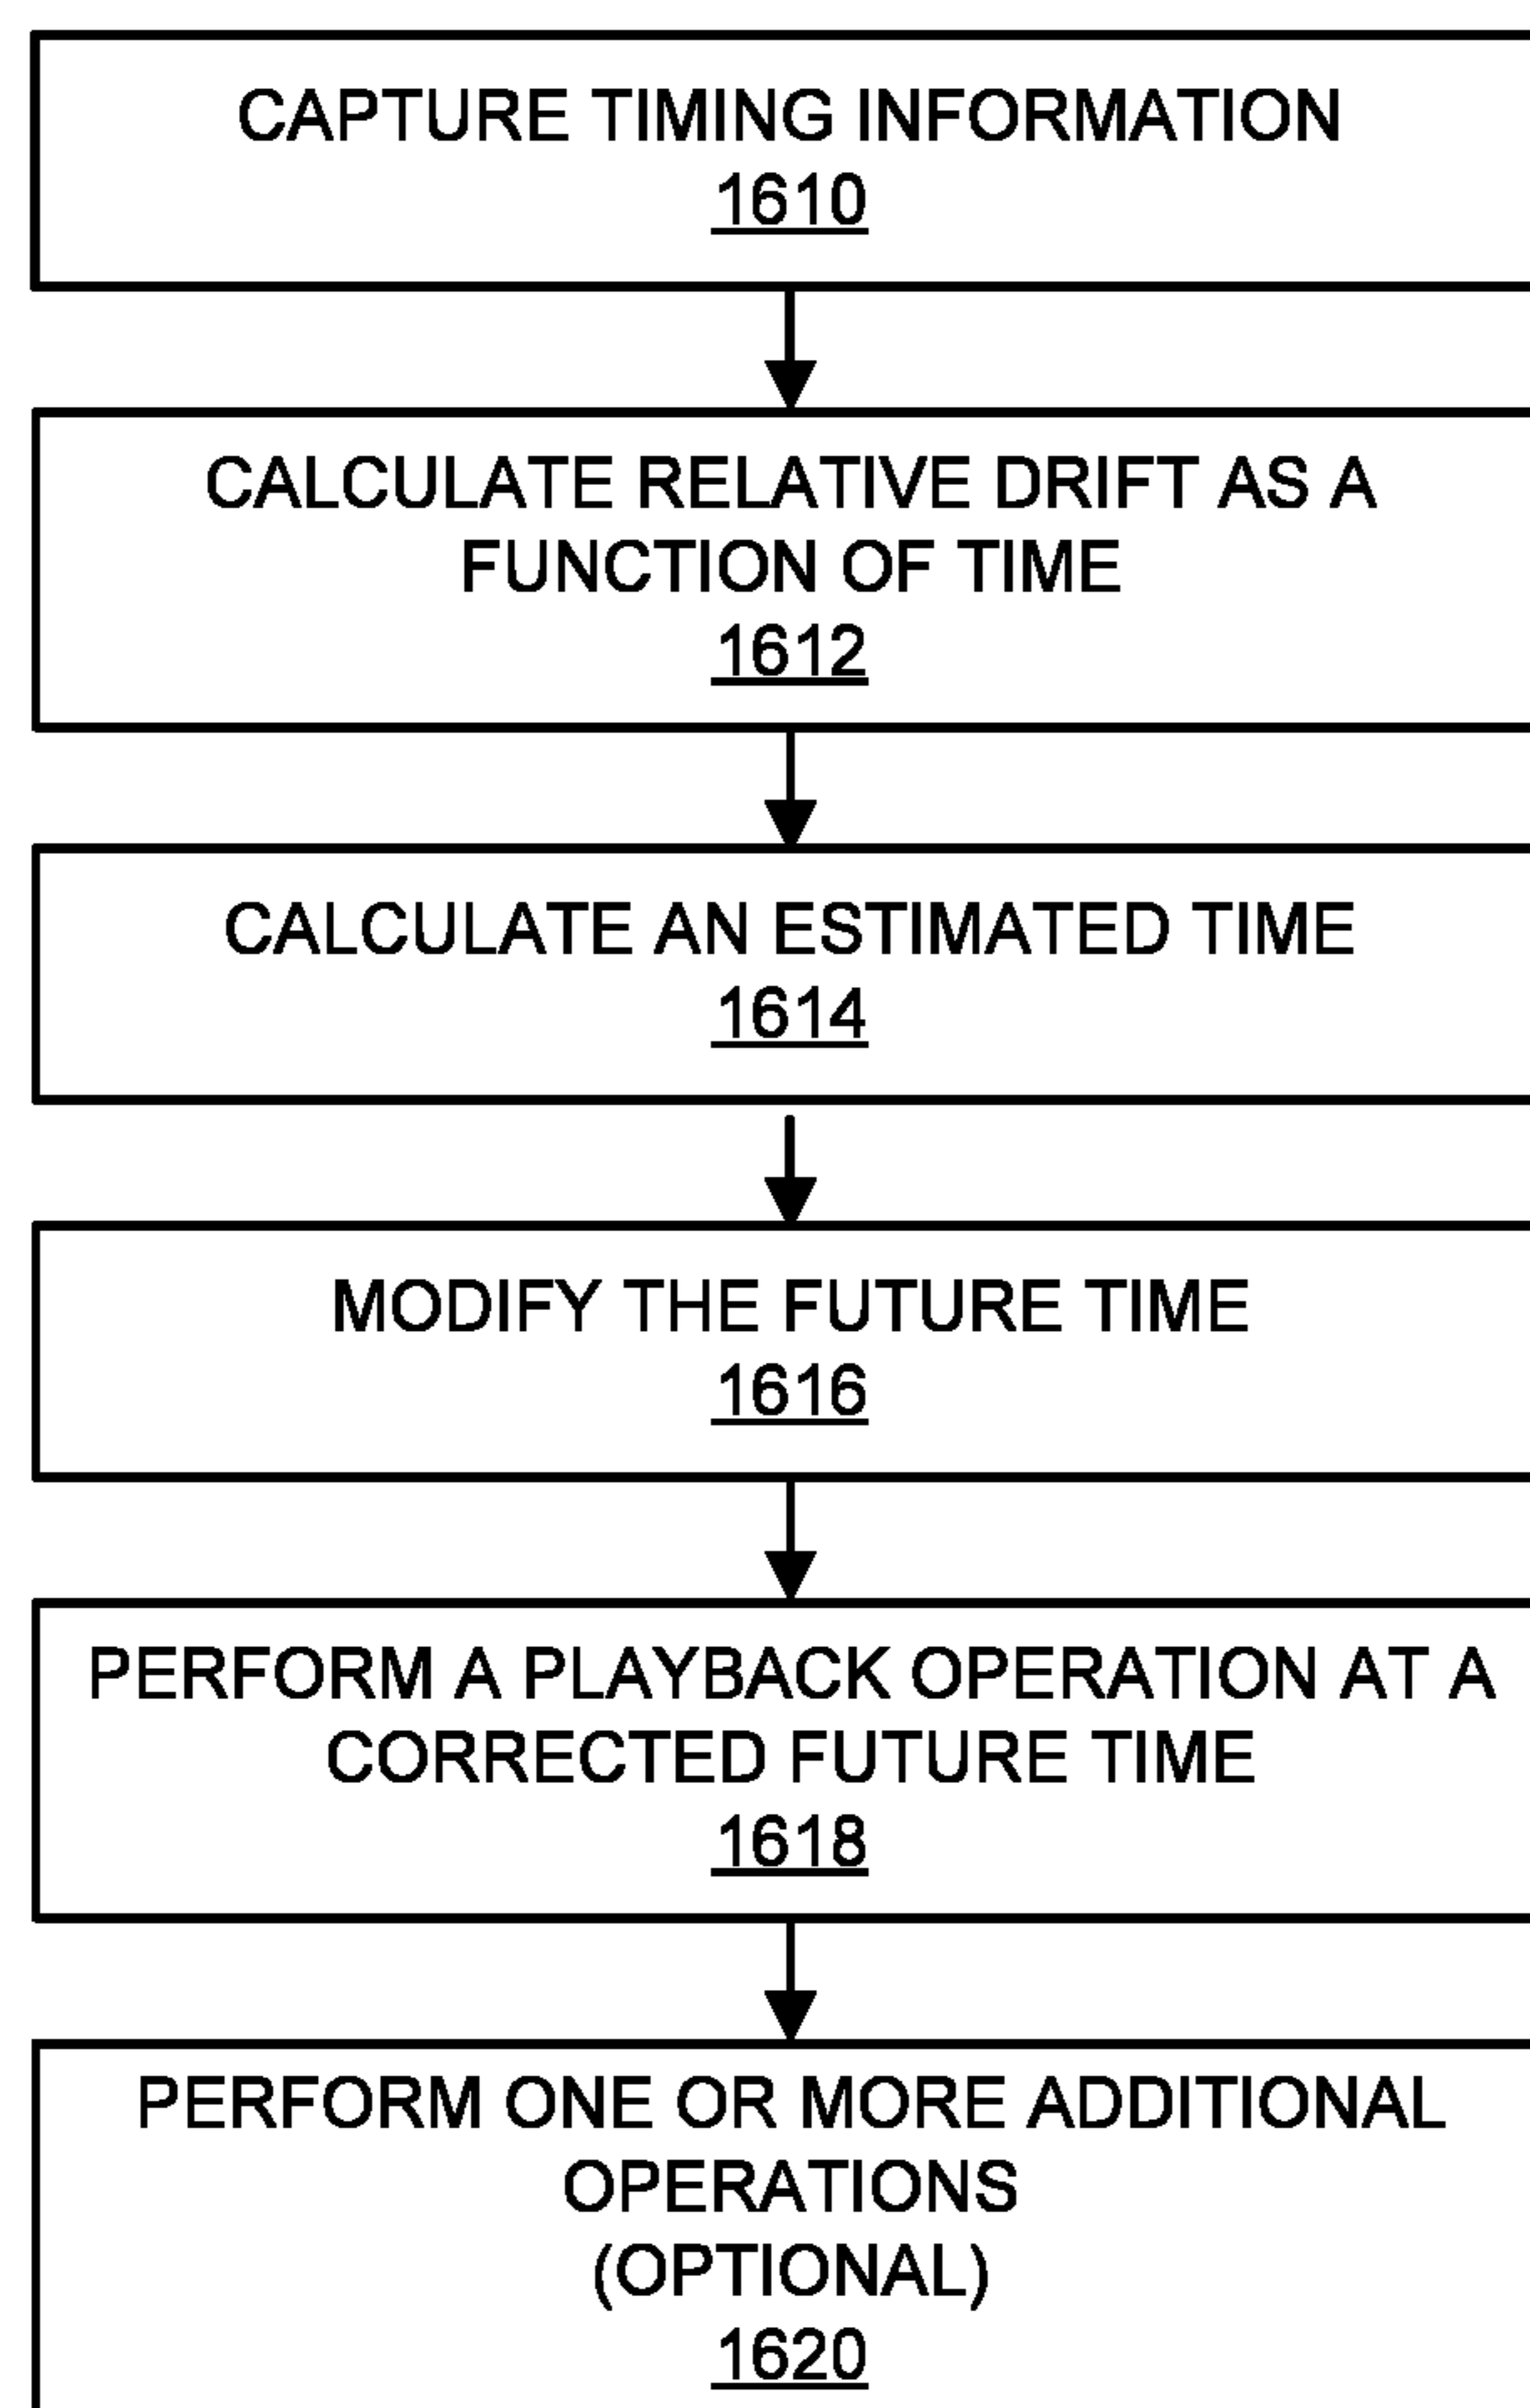 CAPTURE TIMING INFORMATION
1610
CALCULATE RELATIVE DRIFT AS A
FUNCTION OF TIME
1612
CALCULATE AN ESTIMATED TIME
1614
MODIFY THE FUTURE TIME
1616
PERFORM A PLAYBACK OPERATION AT A
CORRECTED FUTURE TIME
1618
PERFORM ONE OR MORE ADDITIONAL
OPERATIONS
(OPTIONAL)
1620